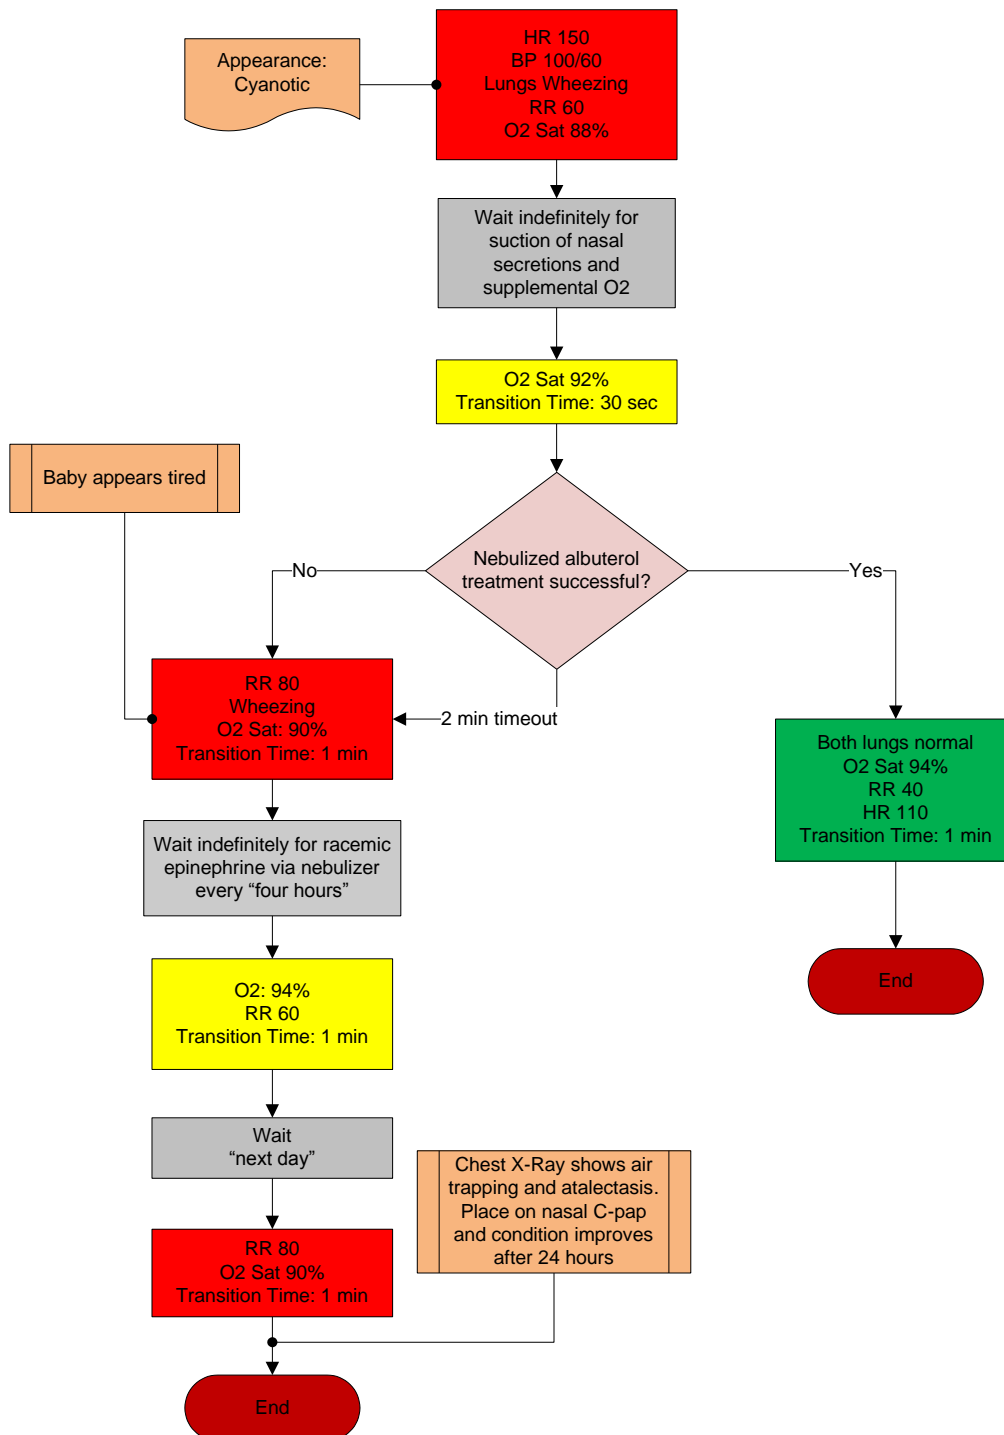 Appearance:
Cyanotic
HR 150
BP 100/60
Lungs Wheezing
RR 60
O2 Sat 88%
Wait indefinitely for
suction of nasal
secretions and
supplemental O2
O2 Sat 92%
Transition Time: 30 sec
Baby appears tired
Nebulized albuterol
treatment successful?
No
Yes
2 min timeout
RR 80
Wheezing
O2 Sat: 90%
Transition Time: 1 min
Both lungs normal
O2 Sat 94%
RR 40
HR 110
Transition Time: 1 min
Wait indefinitely for racemic
epinephrine via nebulizer
every “four hours”
End
O2: 94%
RR 60
Transition Time: 1 min
Wait
“next day”
Chest X-Ray shows air
trapping and atalectasis.
Place on nasal C-pap
and condition improves
after 24 hours
RR 80
O2 Sat 90%
Transition Time: 1 min
End